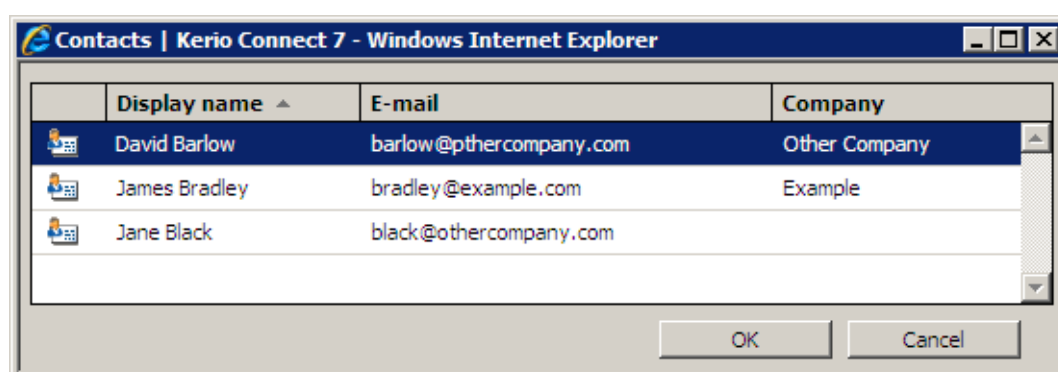 Contacts | Kerio Connect 7 - Windows Internet Explorer
Display name E-mail Company
David Barlow barlow@pthercompany.com Other Company
James Bradley bradley@example.com Example
Jane Black black@othercompany.com
OK Cancel